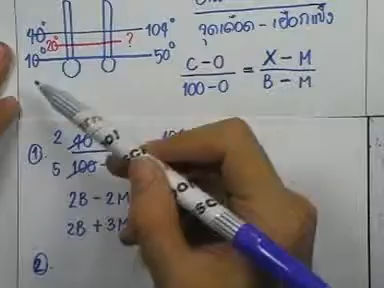 จุดเดือด - เยือกแข็ง
40° 104°
20° ?
10° 50°
C - 0 / 100 - 0 = X - M / B - M
①. 2 40
5 100 -
2B - 2M
2B + 3M
②.